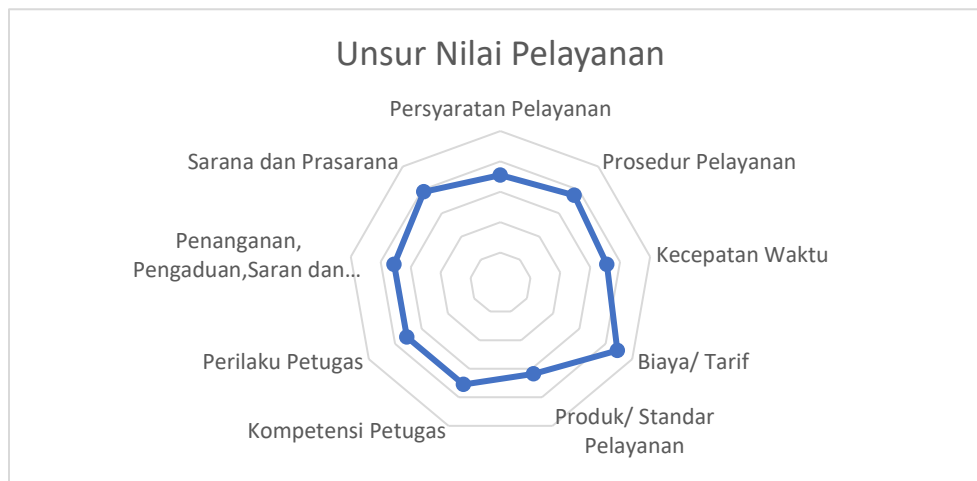 Unsur Nilai Pelayanan
Persyaratan Pelayanan
Sarana dan Prasarana
Prosedur Pelayanan
Penanganan,
Pengaduan,Saran dan...
Kecepatan Waktu
Perilaku Petugas
Biaya/ Tarif
Kompetensi Petugas
Produk/ Standar
Pelayanan